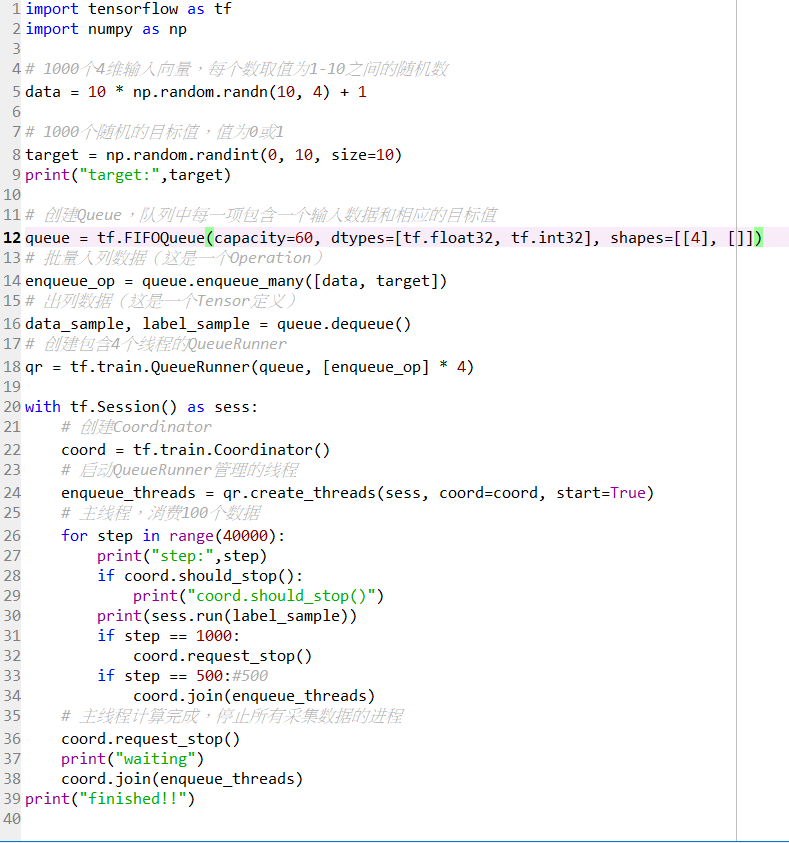 1 import tensorflow as tf
2 import numpy as np
3
4 # 1000个4维输入向量，每个数取值为1-10之间的随机数
5 data = 10 * np.random.randn(10, 4) + 1
6
7 # 1000个随机的目标值，值为0或1
8 target = np.random.randint(0, 10, size=10)
9 print("target:",target)
10
11 # 创建Queue，队列中每一项包含一个输入数据和相应的目标值
12 queue = tf.FIFOQueue(capacity=60, dtypes=[tf.float32, tf.int32], shapes=[[4], []])
13 # 批量入列数据（这是一个Operation）
14 enqueue_op = queue.enqueue_many([data, target])
15 # 出列数据（这是一个Tensor定义）
16 data_sample, label_sample = queue.dequeue()
17 # 创建包含4个线程的QueueRunner
18 qr = tf.train.QueueRunner(queue, [enqueue_op] * 4)
19
20 with tf.Session() as sess:
21     # 创建Coordinator
22     coord = tf.train.Coordinator()
23     # 启动QueueRunner管理的线程
24     enqueue_threads = qr.create_threads(sess, coord=coord, start=True)
25     # 主线程，消费100个数据
26     for step in range(40000):
27         print("step:",step)
28         if coord.should_stop():
29             print("coord.should_stop()")
30         print(sess.run(label_sample))
31         if step == 1000:
32             coord.request_stop()
33         if step == 500:#500
34             coord.join(enqueue_threads)
35     # 主线程计算完成，停止所有采集数据的进程
36     coord.request_stop()
37     print("waiting")
38     coord.join(enqueue_threads)
39 print("finished!!")
40